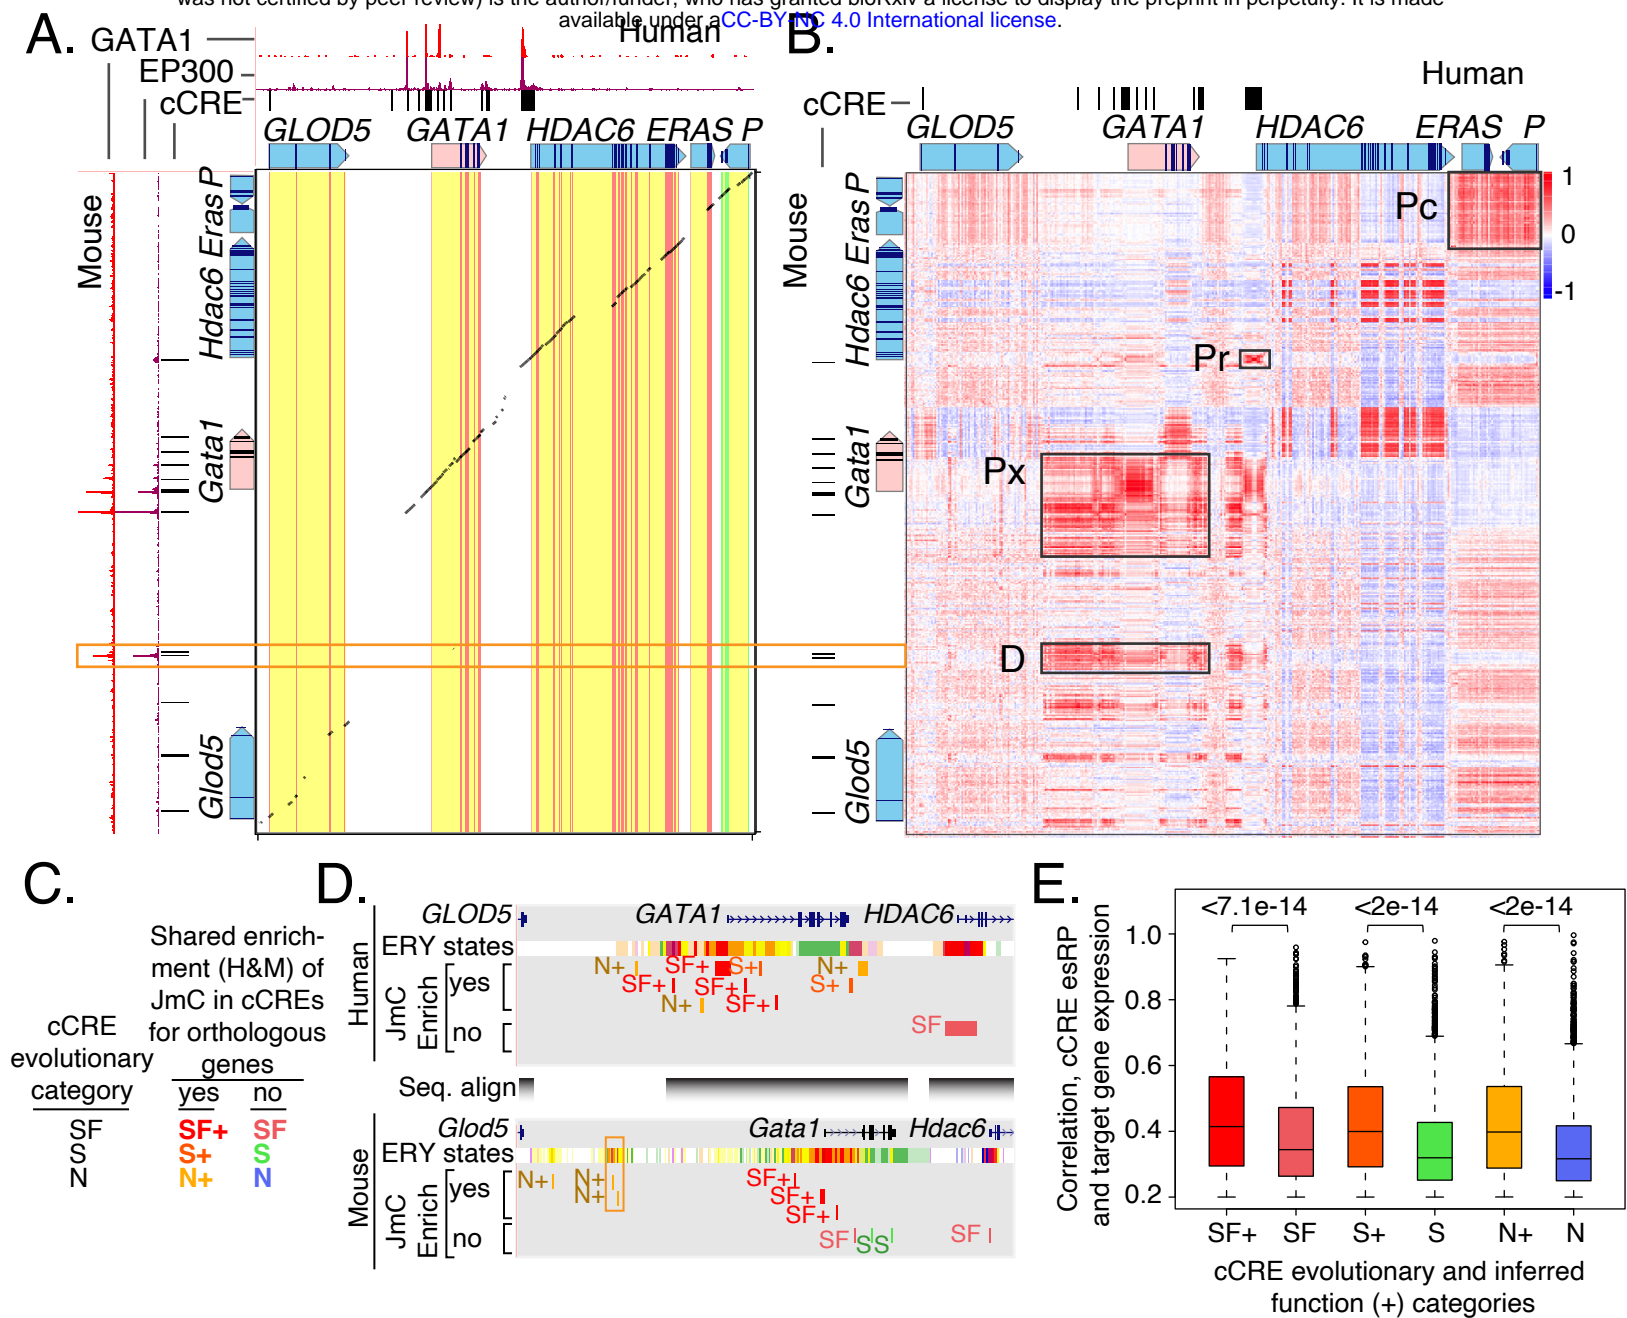 was not certified by peer review) is the author/funder, who has granted bioRxiv a license to display the preprint in perpetuity. It is made
available under aCC-BY-NC 4.0 International license.
A.
GATA1
EP300
cCRE
Human
GLOD5 GATA1 HDAC6 ERAS P
Mouse
Glod5 Gata1 Hdac6 Eras P
B.
Human
cCRE
GLOD5 GATA1 HDAC6 ERAS P
Mouse
Glod5 Gata1 Hdac6 Eras P
Pc
Pr
Px
D
1
0
-1
C.
cCRE
evolutionary
category
Shared enrich-
ment (H&M) of
JmC in cCREs
for orthologous
genes
yes no
SF SF+ SF
S S+ S
N N+ N
D.
Human
GLOD5 GATA1 HDAC6
ERY states
JmC
Enrich
yes
no
N+ SF+ S+ N+
SF+ SF+ S+
N+ SF+
SF
Seq. align
Mouse
Glod5 Gata1 Hdac6
ERY states
JmC
Enrich
yes
no
N+ N+ SF+
N+ SF+
SF+
SF S S SF
E.
Correlation, cCRE esRP
and target gene expression
<7.1e-14 <2e-14 <2e-14
1.0
0.8
0.6
0.4
0.2
SF+ SF S+ S N+ N
cCRE evolutionary and inferred
function (+) categories